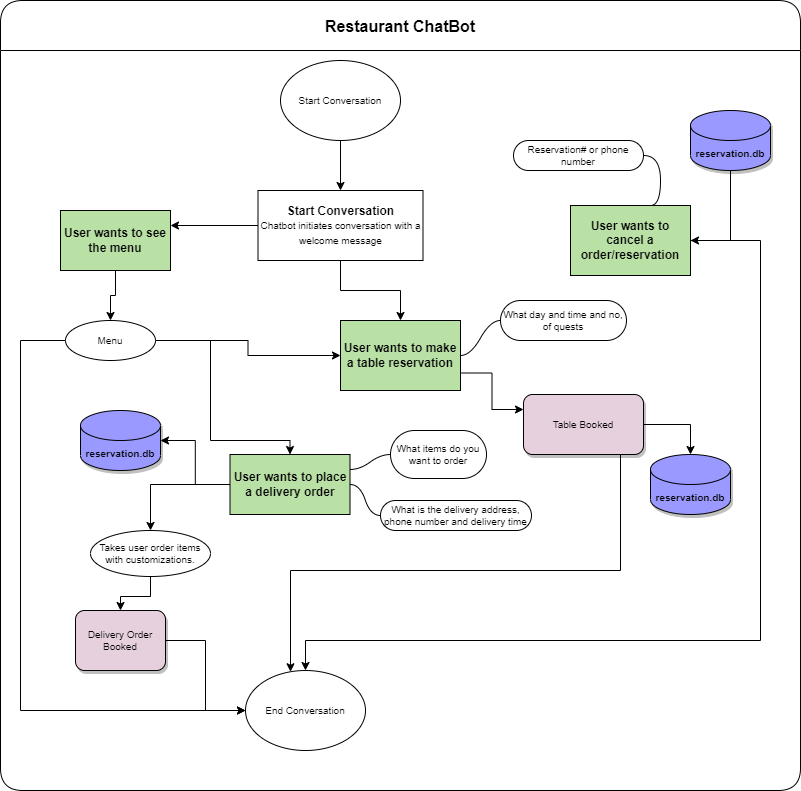 Restaurant ChatBot
Start Conversation
Reservation# or phone
number
reservation.db
Start Conversation
Chatbot initiates conversation with a
welcome message
User wants to see
the menu
User wants to
cancel a
order/reservation
Menu
User wants to make
a table reservation
What day and time and no,
of quests
Table Booked
reservation.db
What items do you
want to order
User wants to place
a delivery order
reservation.db
What is the delivery address,
phone number and delivery time
Takes user order items
with customizations.
Delivery Order
Booked
End Conversation